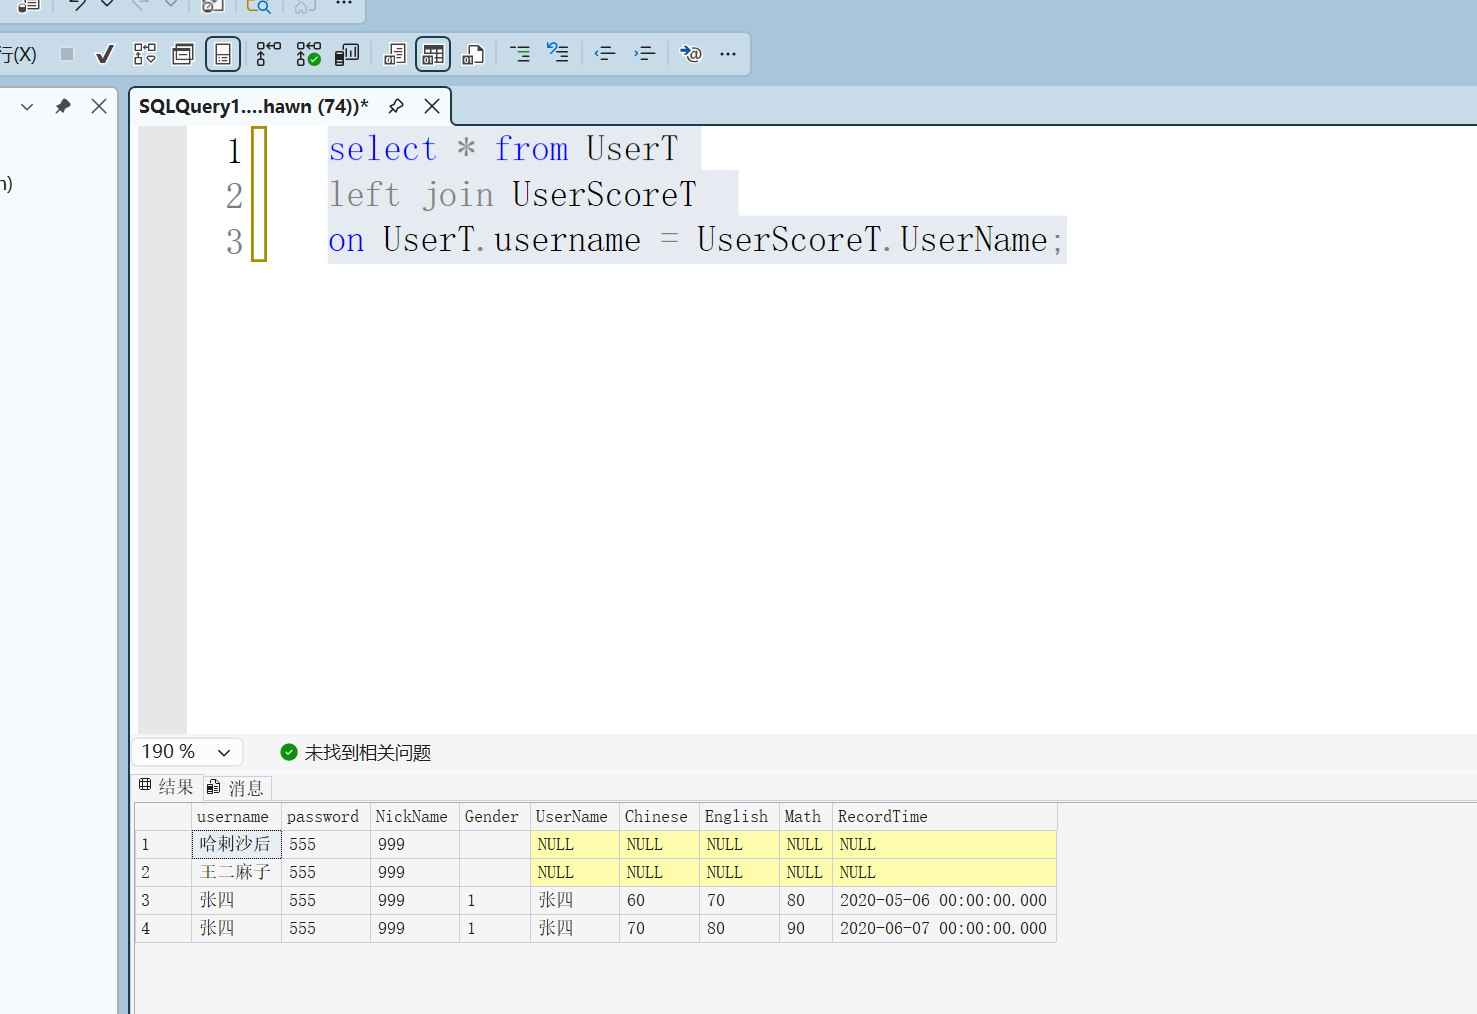 行(X)
SQLQuery1....hawn (74))*
n)
1 select * from UserT
2 left join UserScoreT
3 on UserT.username = UserScoreT.UserName;
190 %
未找到相关问题
结果 消息
username password NickName Gender UserName Chinese English Math RecordTime
1 哈刺沙后 555 999 NULL NULL NULL NULL NULL
2 王二麻子 555 999 NULL NULL NULL NULL NULL
3 张四 555 999 1 张四 60 70 80 2020-05-06 00:00:00.000
4 张四 555 999 1 张四 70 80 90 2020-06-07 00:00:00.000